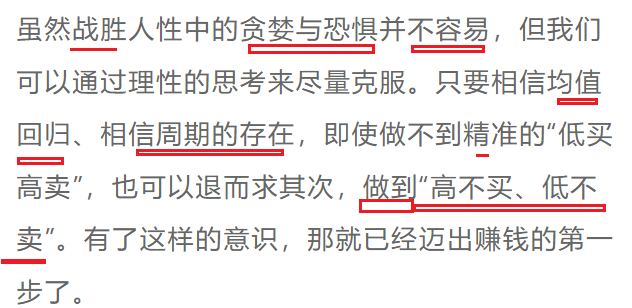 虽然战胜人性中的贪婪与恐惧并不容易，但我们
可以通过理性的思考来尽量克服。只要相信均值
回归、相信周期的存在，即使做不到精准的“低买
高卖”，也可以退而求其次，做到“高不买、低不
卖”。有了这样的意识，那就已经迈出赚钱的第一
步了。